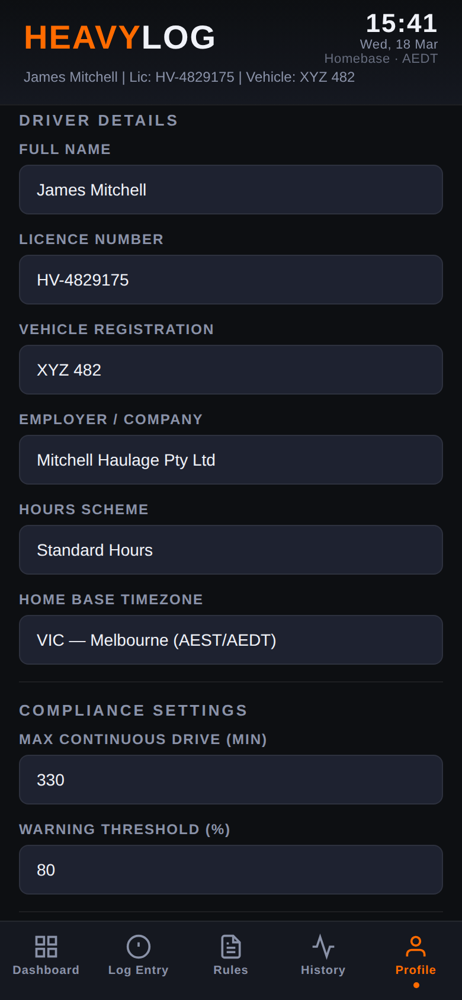 HEAVYLOG
15:41
Wed, 18 Mar
Homebase · AEDT
James Mitchell | Lic: HV-4829175 | Vehicle: XYZ 482
DRIVER DETAILS
FULL NAME
James Mitchell
LICENCE NUMBER
HV-4829175
VEHICLE REGISTRATION
XYZ 482
EMPLOYER / COMPANY
Mitchell Haulage Pty Ltd
HOURS SCHEME
Standard Hours
HOME BASE TIMEZONE
VIC — Melbourne (AEST/AEDT)
COMPLIANCE SETTINGS
MAX CONTINUOUS DRIVE (MIN)
330
WARNING THRESHOLD (%)
80
Dashboard
Log Entry
Rules
History
Profile